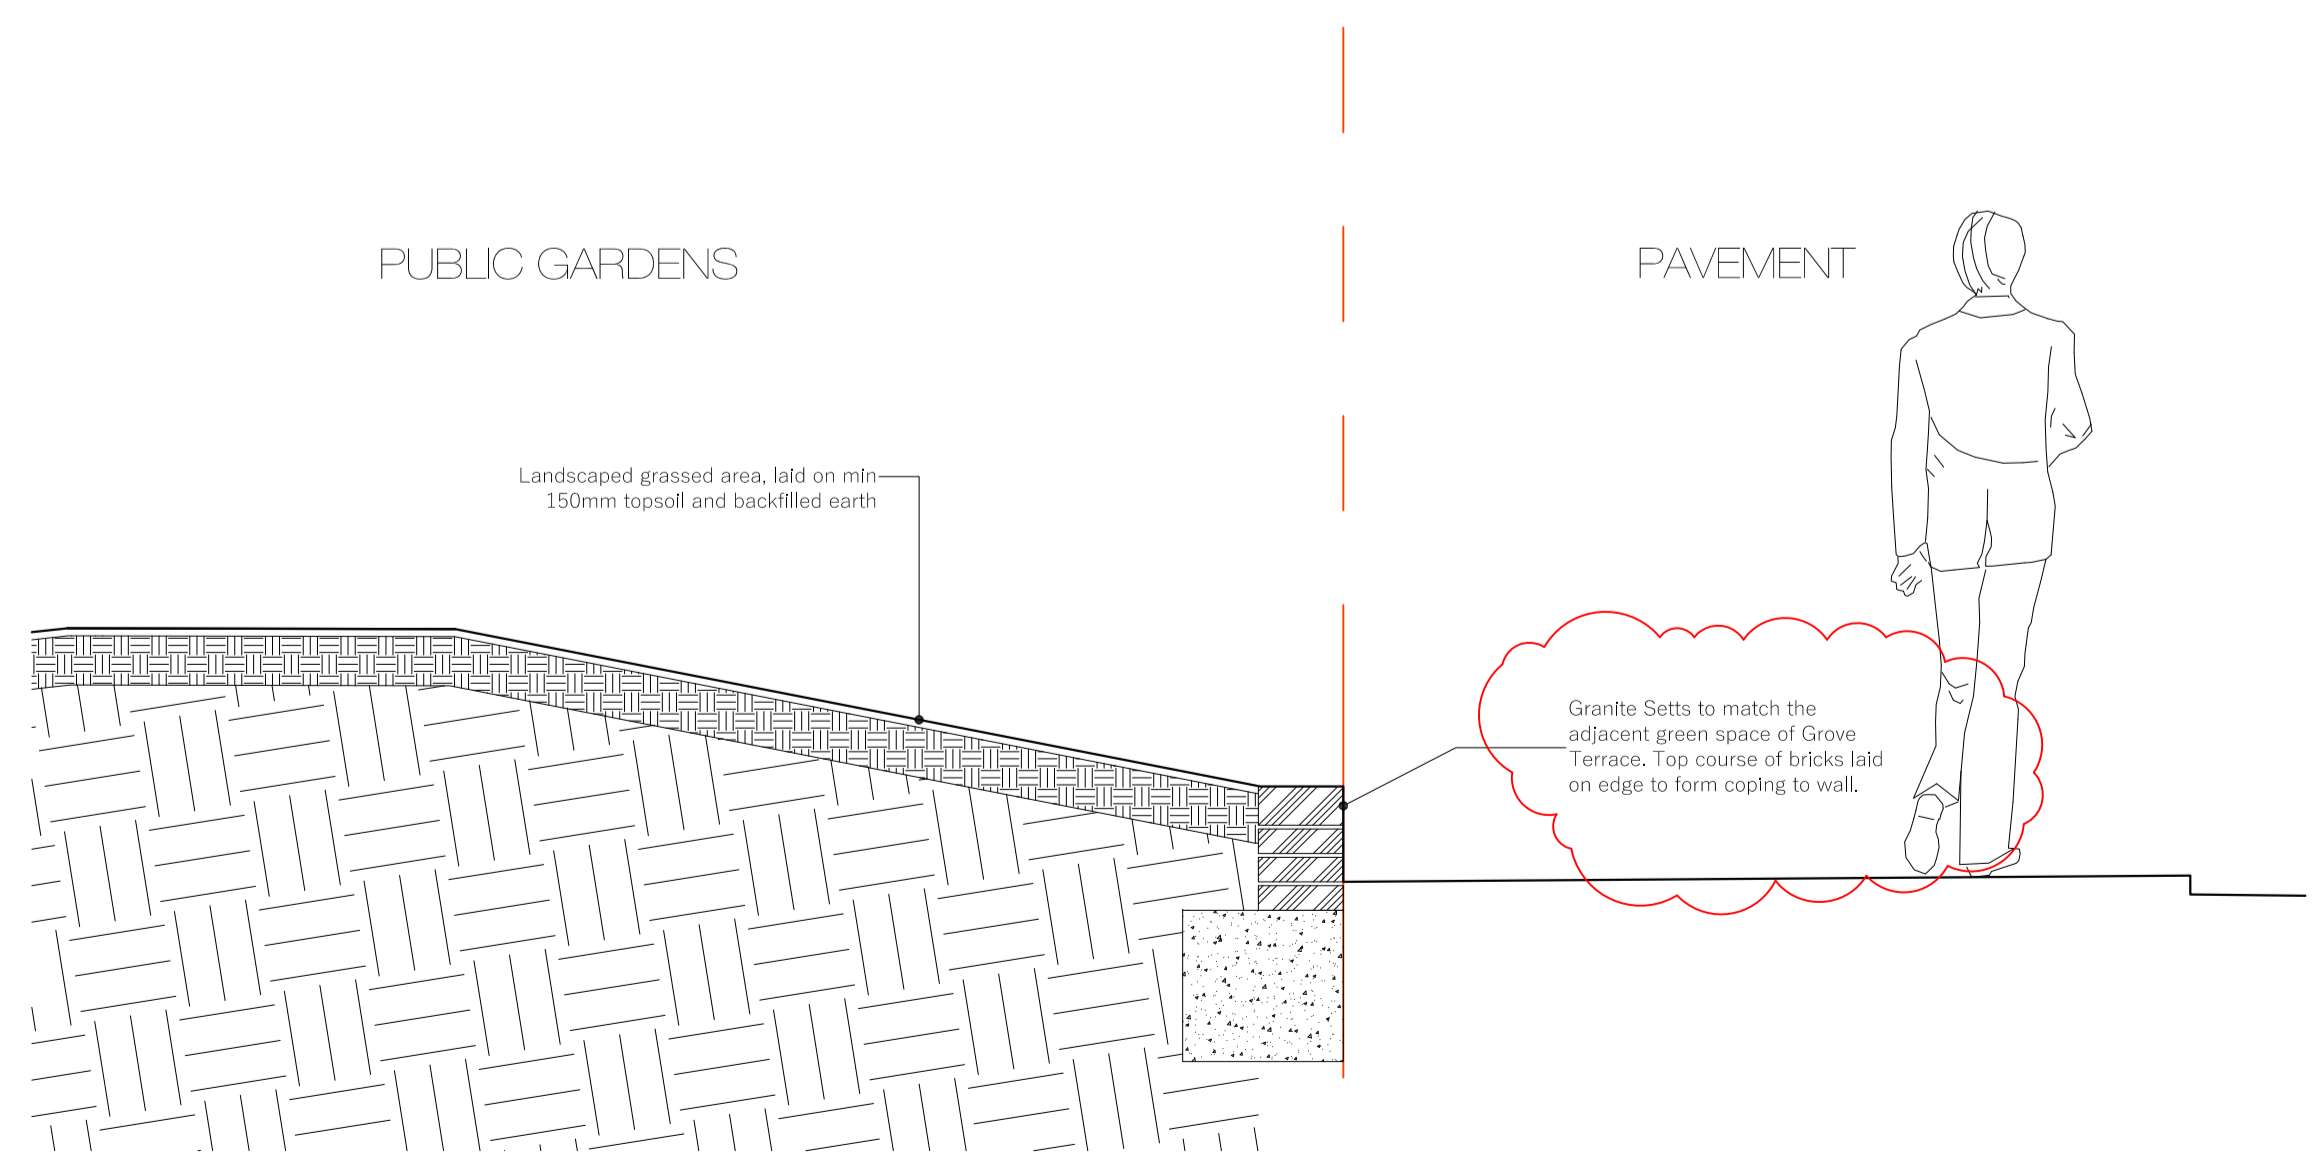 PUBLIC GARDENS
PAVEMENT
Landscaped grassed area, laid on min
150mm topsoil and backfilled earth
Granite Setts to match the
adjacent green space of Grove
Terrace. Top course of bricks laid
on edge to form coping to wall.